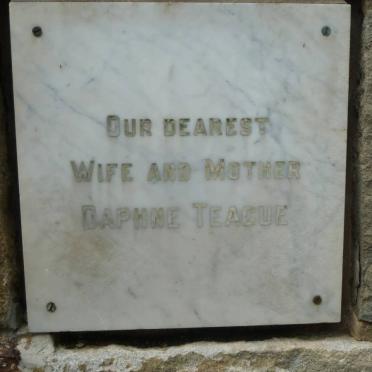 Our dearest
Wife and Mother
Daphne Teague